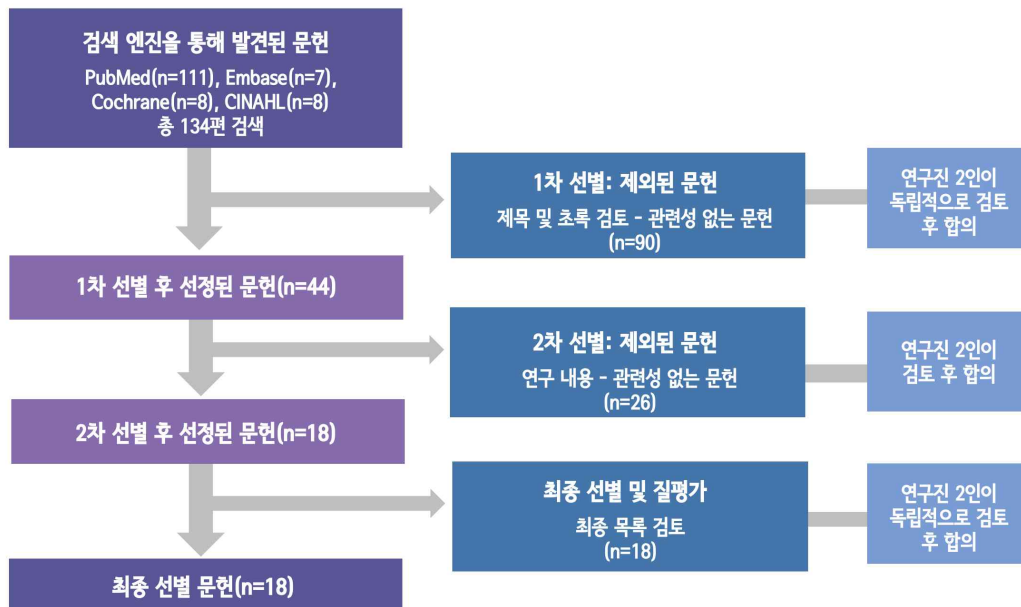 검색 엔진을 통해 발견된 문헌
PubMed(n=111), Embase(n=7),
Cochrane(n=8), CINAHL(n=8)
총 134편 검색
1차 선별: 제외된 문헌
제목 및 초록 검토 - 관련성 없는 문헌
(n=90)
연구진 2인이
독립적으로 검토
후 합의
1차 선별 후 선정된 문헌(n=44)
2차 선별: 제외된 문헌
연구 내용 - 관련성 없는 문헌
(n=26)
연구진 2인이
검토 후 합의
2차 선별 후 선정된 문헌(n=18)
최종 선별 및 질평가
최종 목록 검토
(n=18)
연구진 2인이
독립적으로 검토
후 합의
최종 선별 문헌(n=18)